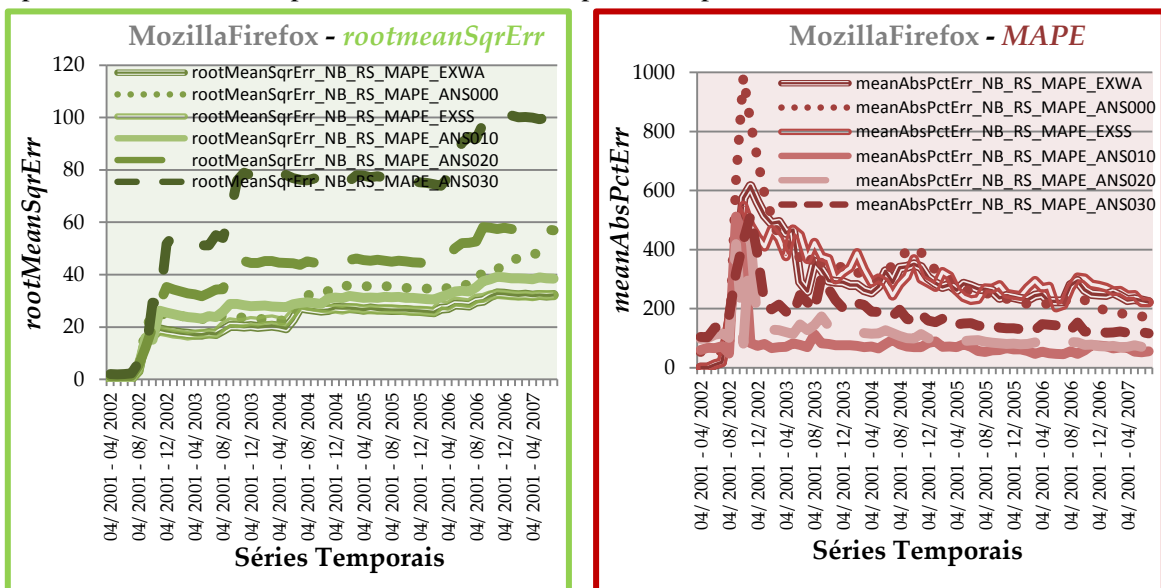 MozillaFirefox - rootmeanSqrErr
120
100
80
60
40
20
0
rootMeanSqrErr
rootMeanSqrErr_NB_RS_MAPE_EXWA
rootMeanSqrErr_NB_RS_MAPE_ANS000
rootMeanSqrErr_NB_RS_MAPE_EXSS
rootMeanSqrErr_NB_RS_MAPE_ANS010
rootMeanSqrErr_NB_RS_MAPE_ANS020
rootMeanSqrErr_NB_RS_MAPE_ANS030
04/ 2001 - 04/ 2002
04/ 2001 - 08/ 2002
04/ 2001 - 12/ 2002
04/ 2001 - 04/ 2003
04/ 2001 - 08/ 2003
04/ 2001 - 12/ 2003
04/ 2001 - 04/ 2004
04/ 2001 - 08/ 2004
04/ 2001 - 12/ 2004
04/ 2001 - 04/ 2005
04/ 2001 - 08/ 2005
04/ 2001 - 12/ 2005
04/ 2001 - 04/ 2006
04/ 2001 - 08/ 2006
04/ 2001 - 12/ 2006
04/ 2001 - 04/ 2007
Séries Temporais
MozillaFirefox - MAPE
1000
800
600
400
200
0
meanAbsPctErr
meanAbsPctErr_NB_RS_MAPE_EXWA
meanAbsPctErr_NB_RS_MAPE_ANS000
meanAbsPctErr_NB_RS_MAPE_EXSS
meanAbsPctErr_NB_RS_MAPE_ANS010
meanAbsPctErr_NB_RS_MAPE_ANS020
meanAbsPctErr_NB_RS_MAPE_ANS030
04/ 2001 - 04/ 2002
04/ 2001 - 08/ 2002
04/ 2001 - 12/ 2002
04/ 2001 - 04/ 2003
04/ 2001 - 08/ 2003
04/ 2001 - 12/ 2003
04/ 2001 - 04/ 2004
04/ 2001 - 08/ 2004
04/ 2001 - 12/ 2004
04/ 2001 - 04/ 2005
04/ 2001 - 08/ 2005
04/ 2001 - 12/ 2005
04/ 2001 - 04/ 2006
04/ 2001 - 08/ 2006
04/ 2001 - 12/ 2006
04/ 2001 - 04/ 2007
Séries Temporais